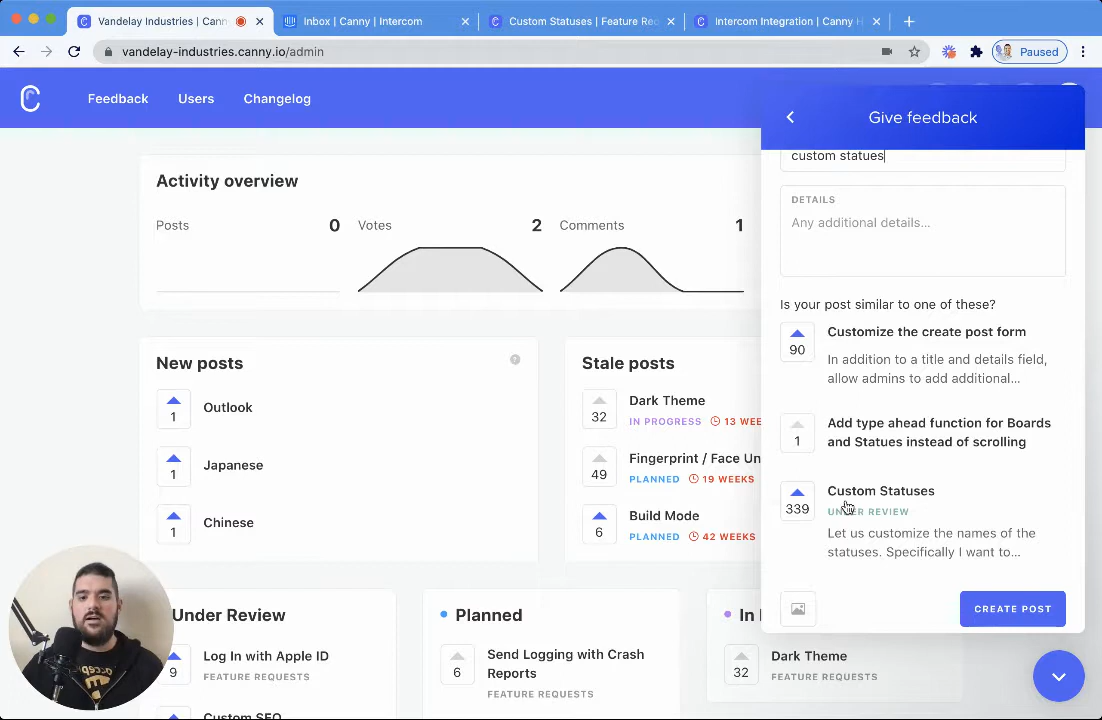 Vandelay Industries | Cann
Inbox | Canny | Intercom
Custom Statuses | Feature Req
Intercom Integration | Canny H
vandelay-industries.canny.io/admin
Paused
Feedback
Users
Changelog
Give feedback
custom statues
DETAILS
Any additional details...
Is your post similar to one of these?
90
Customize the create post form
In addition to a title and details field,
allow admins to add additional...
1
Add type ahead function for Boards
and Statues instead of scrolling
339
Custom Statuses
UNDER REVIEW
Let us customize the names of the
statuses. Specifically I want to...
CREATE POST
Activity overview
Posts
0
Votes
2
Comments
1
New posts
1
Outlook
1
Japanese
1
Chinese
Stale posts
32
Dark Theme
IN PROGRESS
13 WEE
49
Fingerprint / Face Un
PLANNED
19 WEEKS
6
Build Mode
PLANNED
42 WEEKS
Under Review
9
Log In with Apple ID
FEATURE REQUESTS
Custom SEO
Planned
6
Send Logging with Crash
Reports
FEATURE REQUESTS
In
32
Dark Theme
FEATURE REQUESTS